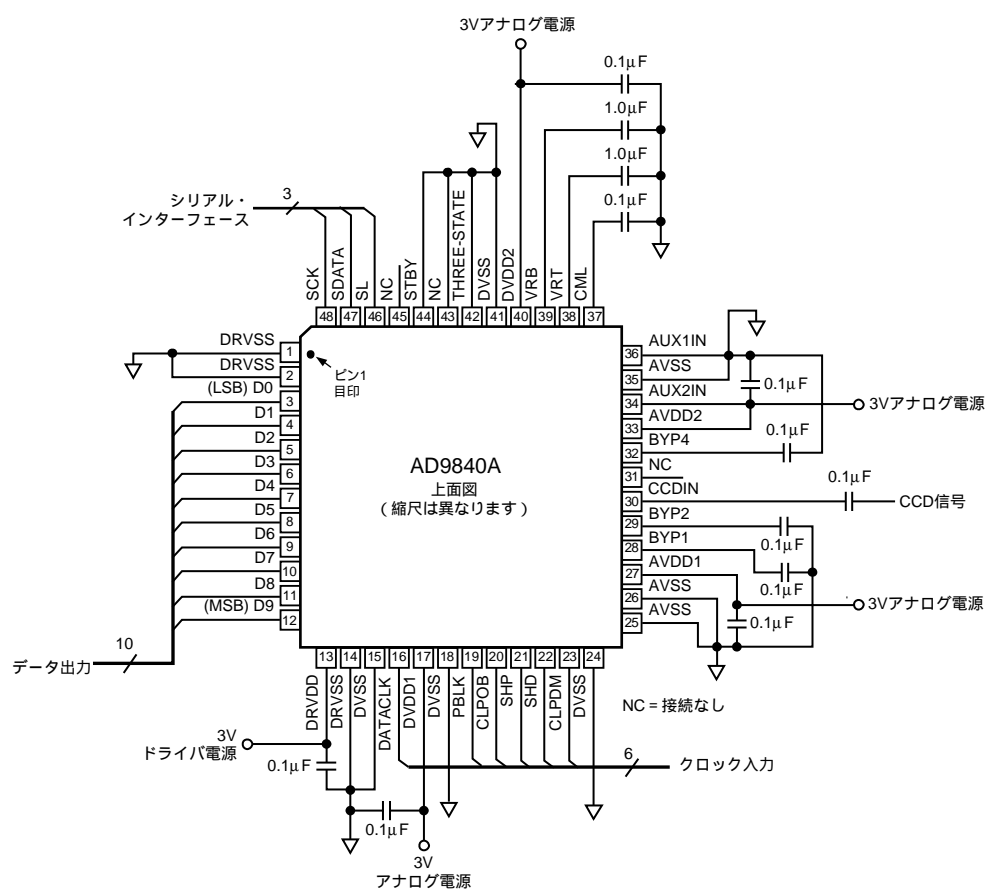 3Vアナログ電源
0.1μF
1.0μF
1.0μF
0.1μF
シリアル・
インターフェース
3
SCK
SDATA
SL
NC
STBY
NC
THREE-STATE
DVSS
DVDD2
VRB
VRT
CML
48
47
46
45
44
43
42
41
40
39
38
37
DRVSS
1
DRVSS
2
(LSB) D0
3
D1
4
D2
5
D3
6
D4
7
D5
8
D6
9
D7
10
D8
11
(MSB) D9
12
ピン1
目印
AD9840A
上面図
(縮尺は異なります)
36
AUX1IN
35
AVSS
34
AUX2IN
33
AVDD2
32
BYP4
31
NC
30
CCDIN
29
BYP2
28
BYP1
27
AVDD1
26
AVSS
25
AVSS
0.1μF
3Vアナログ電源
0.1μF
0.1μF
CCD信号
0.1μF
0.1μF
3Vアナログ電源
0.1μF
データ出力
10
13
14
15
16
17
18
19
20
21
22
23
24
DRVDD
DRVSS
DVSS
DATACLK
DVDD1
DVSS
PBLK
CLPOB
SHP
SHD
CLPDM
DVSS
NC = 接続なし
3V
ドライバ電源
0.1μF
6
クロック入力
0.1μF
3V
アナログ電源